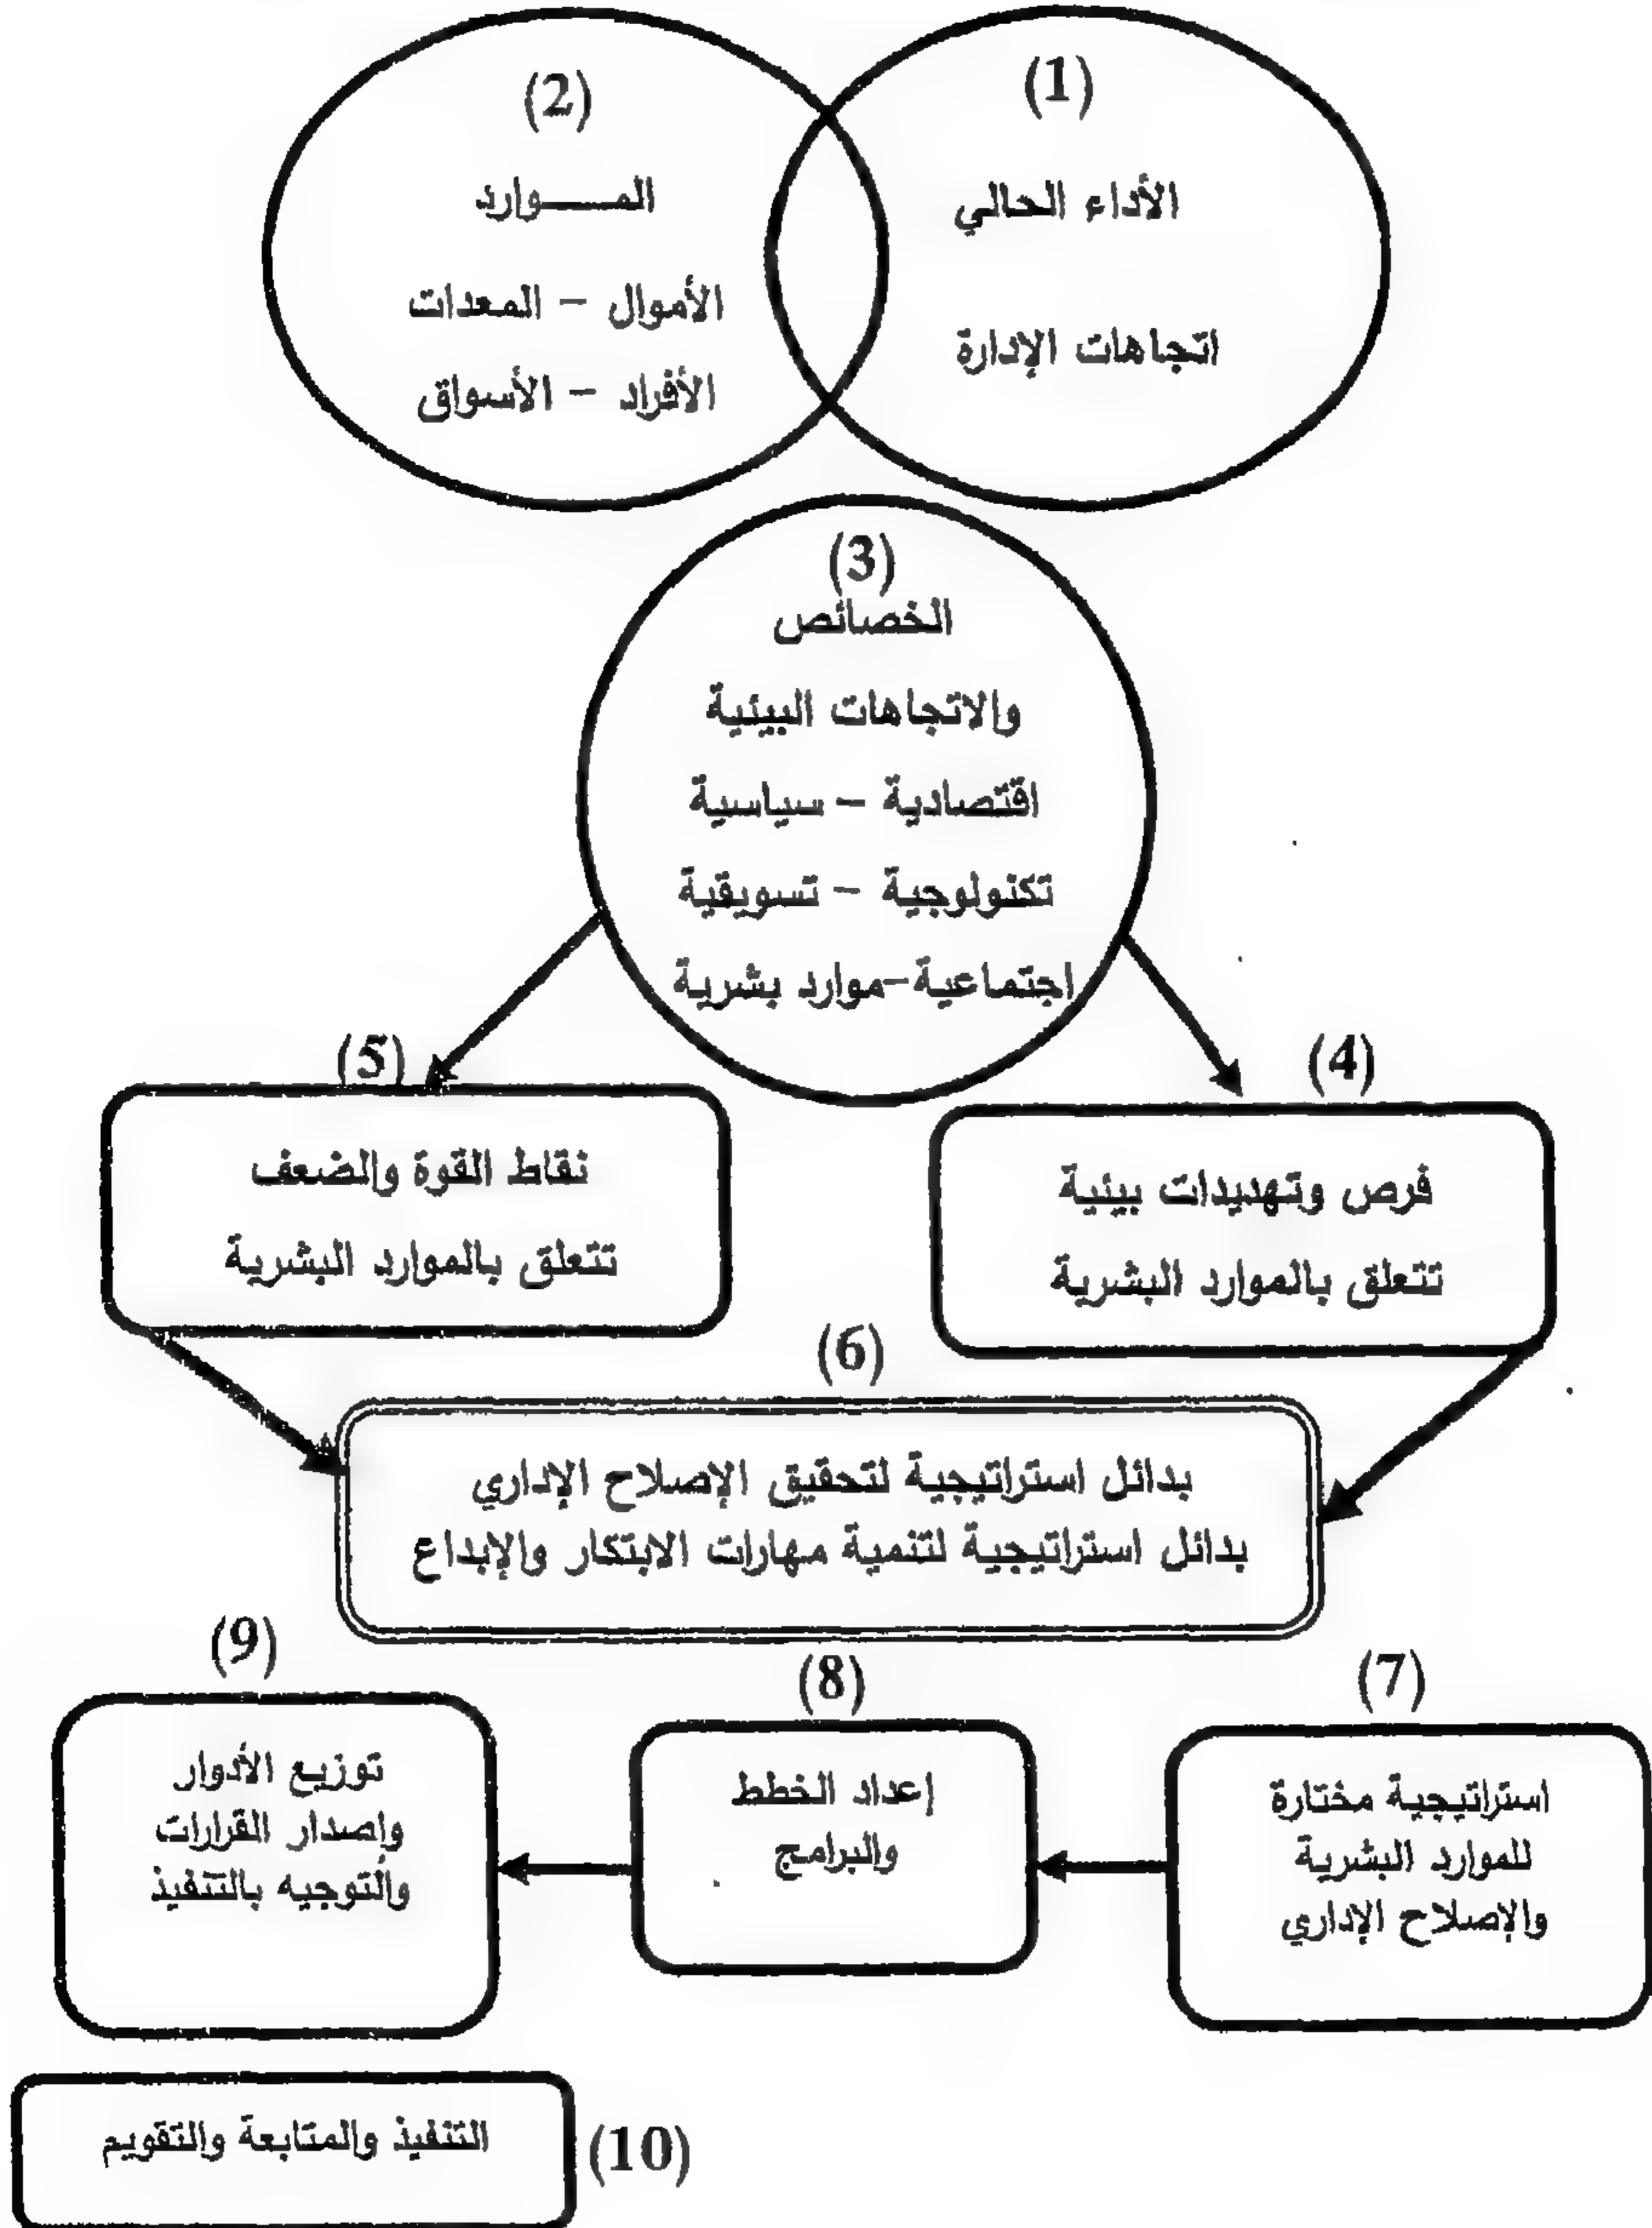 (1)
الأداء الحالي
اتجاهات الإدارة
(2)
المـــوارد
الأموال – المعدات
الأفراد – الأسواق
(3)
الخصائص
والاتجاهات البيئية
اقتصادية – سياسية
تكنولوجية – تسويقية
اجتماعية-موارد بشرية
(4)
فرص وتهديدات بيئية
تتعلق بالموارد البشرية
(5)
نقاط القوة والضعف
تتعلق بالموارد البشرية
(6)
بدائل استراتيجية لتحقيق الإصلاح الإداري
بدائل استراتيجية لتنمية مهارات الابتكار والإبداع
(7)
استراتيجية مختارة
للموارد البشرية
والإصلاح الإداري
(8)
إعداد الخطط
والبرامج
(9)
توزيع الأدوار
وإصدار القرارات
والتوجيه بالتنفيذ
(10)
التنفيذ والمتابعة والتقويم